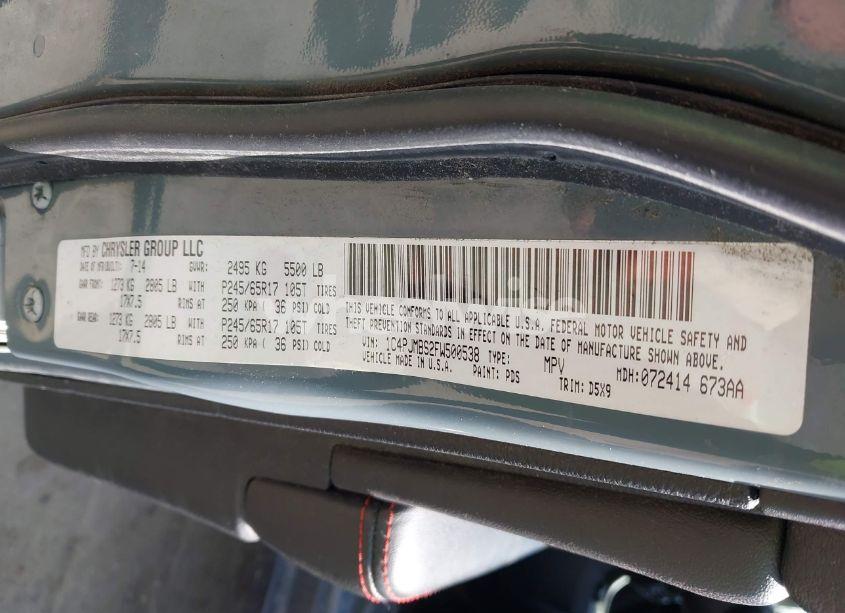 MFD BY CHRYSLER GROUP LLC
DATE OF MFR(BUILT): 7-14 GVWR: 2495 KG 5500 LB
GAWR FRONT: 1273 KG 2805 LB WITH P245/65R17 105T TIRES
17X7.5 RIMS AT 250 KPA ( 36 PSI) COLD
GAWR REAR: 1273 KG 2805 LB WITH P245/65R17 105T TIRES
17X7.5 RIMS AT 250 KPA ( 36 PSI) COLD
THIS VEHICLE CONFORMS TO ALL APPLICABLE U.S.A. FEDERAL MOTOR VEHICLE SAFETY AND
THEFT PREVENTION STANDARDS IN EFFECT ON THE DATE OF MANUFACTURE SHOWN ABOVE.
VIN: 1C4PJMBS2FW500538 TYPE: MPV MDH: 072414 673AA
VEHICLE MADE IN U.S.A. PAINT: PDS TRIM: D5X9